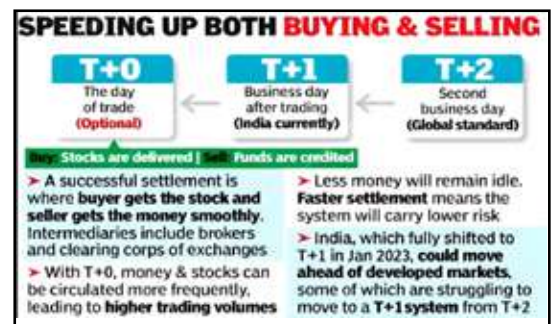 SPEEDING UP BOTH BUYING & SELLING
T+0
The day
of trade
(Optional)
T+1
Business day
after trading
(India currently)
T+2
Second
business day
(Global standard)
Buy: Stocks are delivered | Sell: Funds are credited
➤ A successful settlement is
where buyer gets the stock and
seller gets the money smoothly.
Intermediaries include brokers
and clearing corps of exchanges
➤ With T+0, money & stocks can
be circulated more frequently,
leading to higher trading volumes
➤ Less money will remain idle.
Faster settlement means the
system will carry lower risk
➤ India, which fully shifted to
T+1 in Jan 2023, could move
ahead of developed markets,
some of which are struggling to
move to a T+1 system from T+2